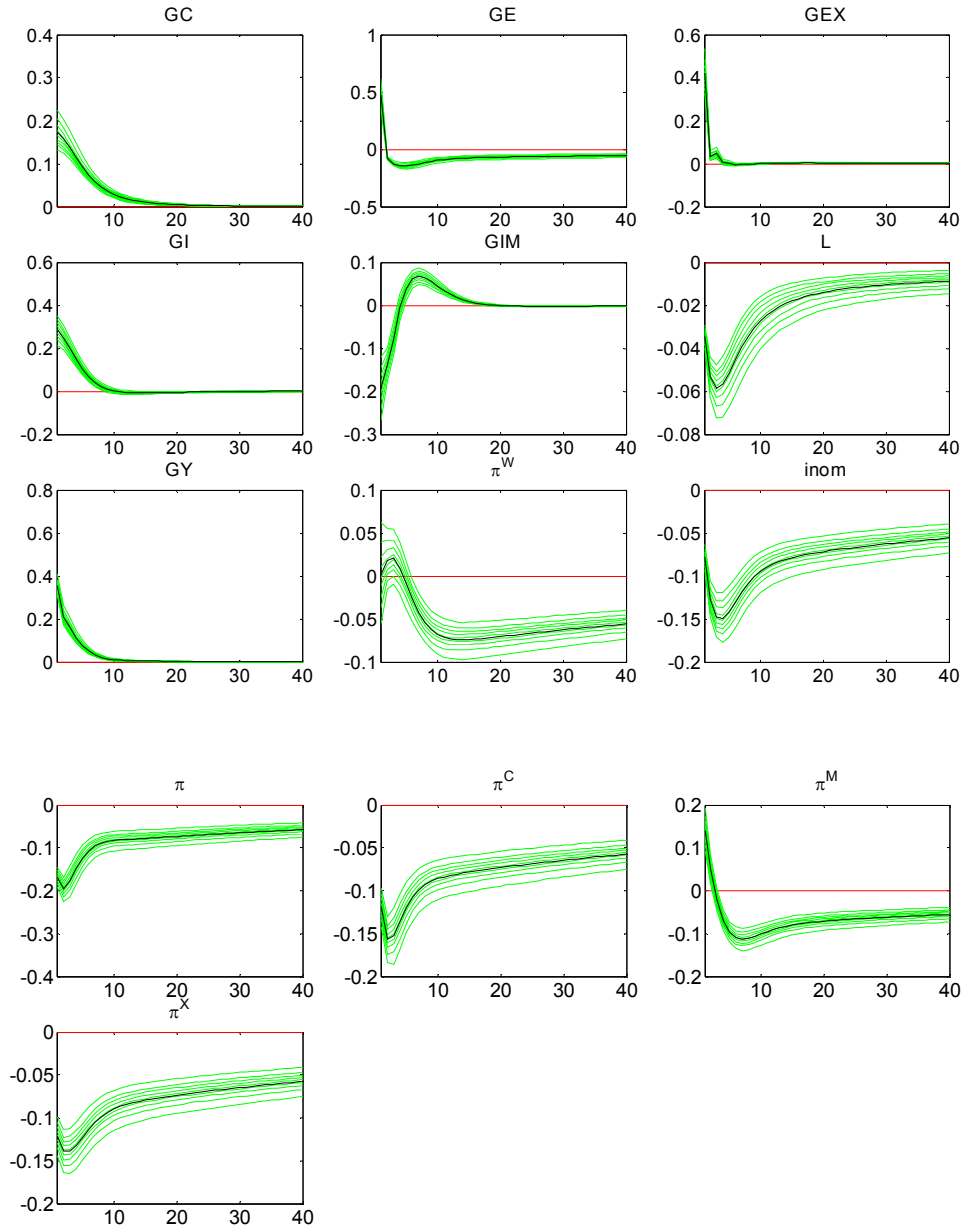 GC GE GEX
0.4 1 0.6
0.3 0.5 0.4
0.2 0 0.2
0.1 -0.5 0
0 -0.2
10 20 30 40 10 20 30 40 10 20 30 40
GI GIM L
0.6 0.1 0
0.4 0 -0.02
0.2 -0.1 -0.04
0 -0.2 -0.06
-0.2 -0.3 -0.08
10 20 30 40 10 20 30 40 10 20 30 40
GY π^W inom
0.8 0.1 0
0.6 0.05 -0.05
0.4 0 -0.1
0.2 -0.05 -0.15
0 -0.1 -0.2
10 20 30 40 10 20 30 40 10 20 30 40
π π^C π^M
0 0 0.2
-0.1 -0.05 0.1
-0.2 -0.1 0
-0.3 -0.15 -0.1
-0.4 -0.2 -0.2
10 20 30 40 10 20 30 40 10 20 30 40
π^X
0
-0.05
-0.1
-0.15
-0.2
10 20 30 40